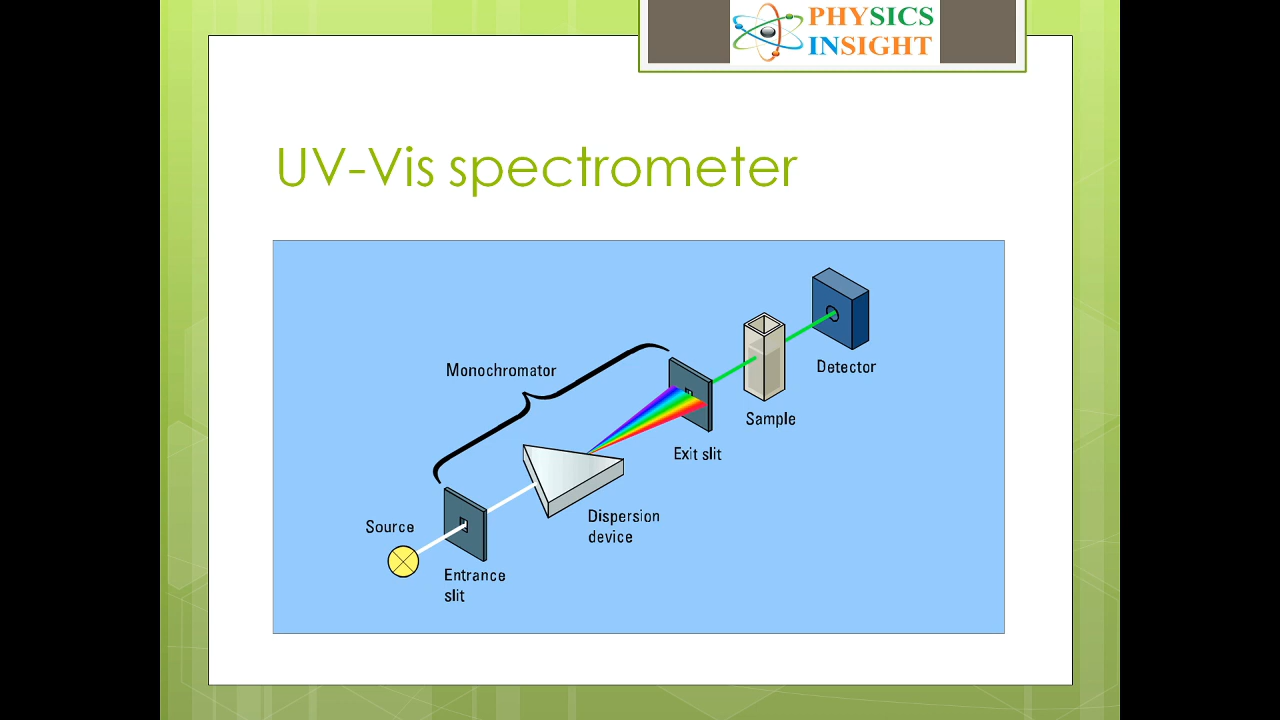 PHYSICS
INSIGHT
UV-Vis spectrometer
Monochromator
Detector
Sample
Exit slit
Source
Dispersion
device
Entrance
slit